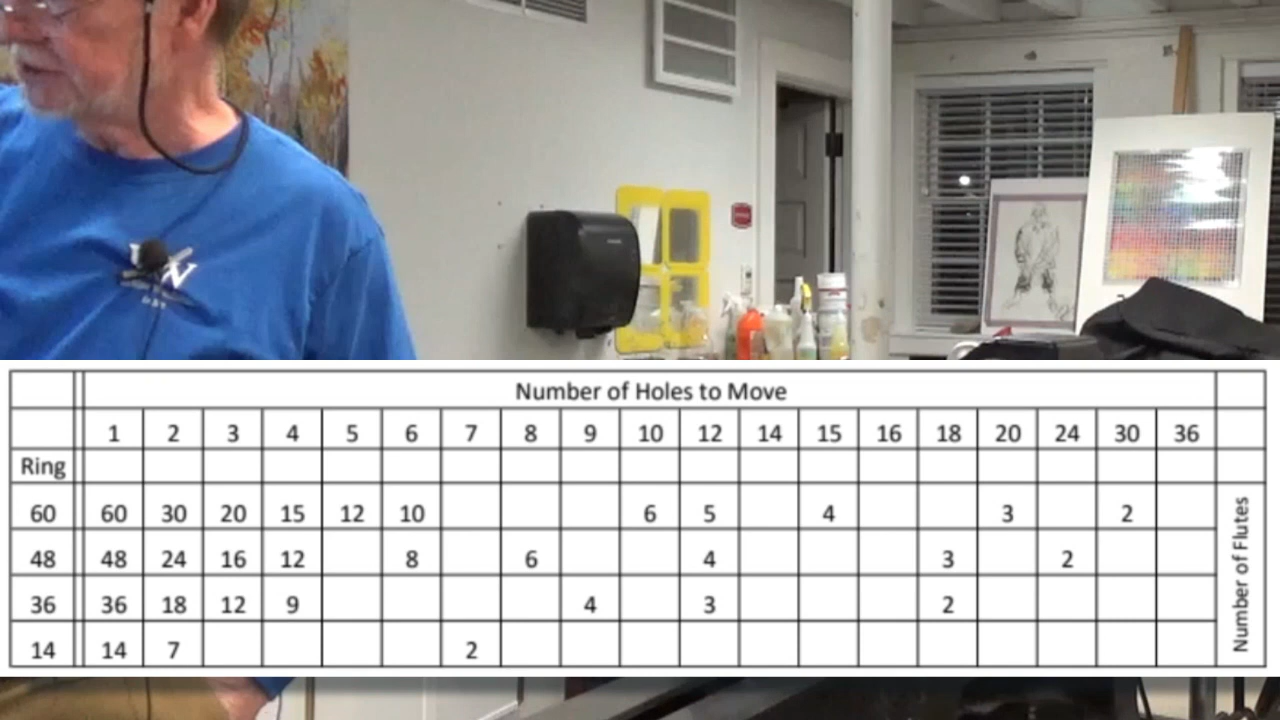 Number of Holes to Move
1 2 3 4 5 6 7 8 9 10 12 14 15 16 18 20 24 30 36
Ring
60 60 30 20 15 12 10 6 5 4 3 2
48 48 24 16 12 8 6 4 3 2
36 36 18 12 9 4 3 2
14 14 7 2
Number of Flutes